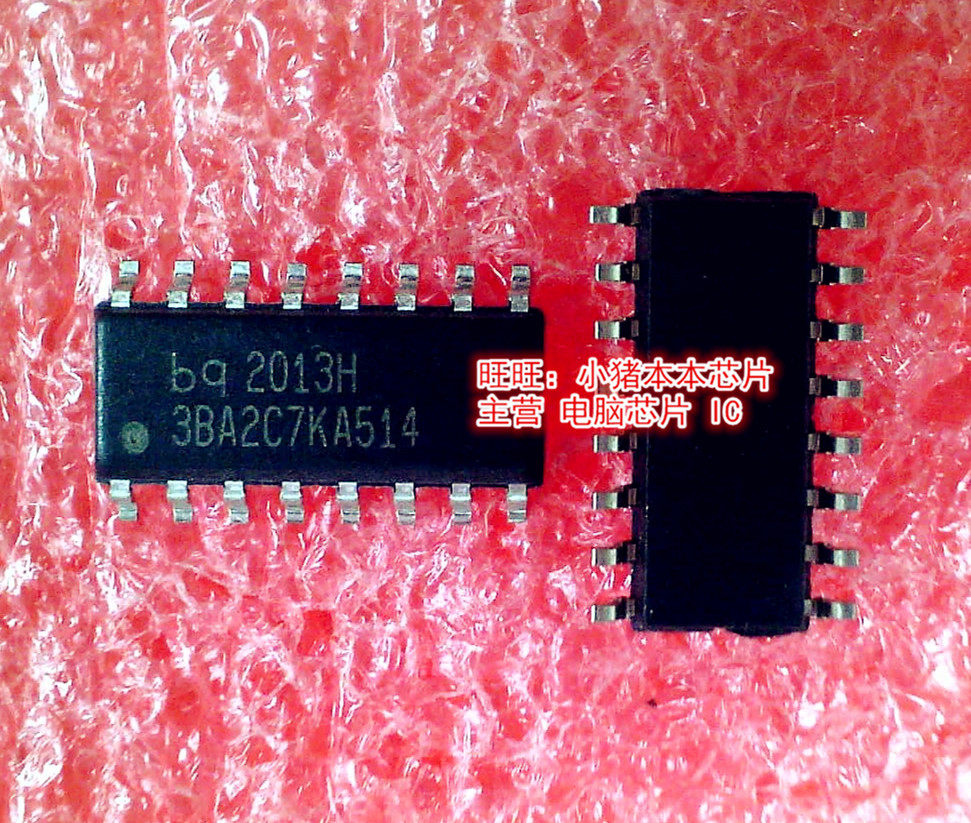 bq 2013H
3BA2C7KA514
旺旺：小猪本本芯片
主营 电脑芯片 IC